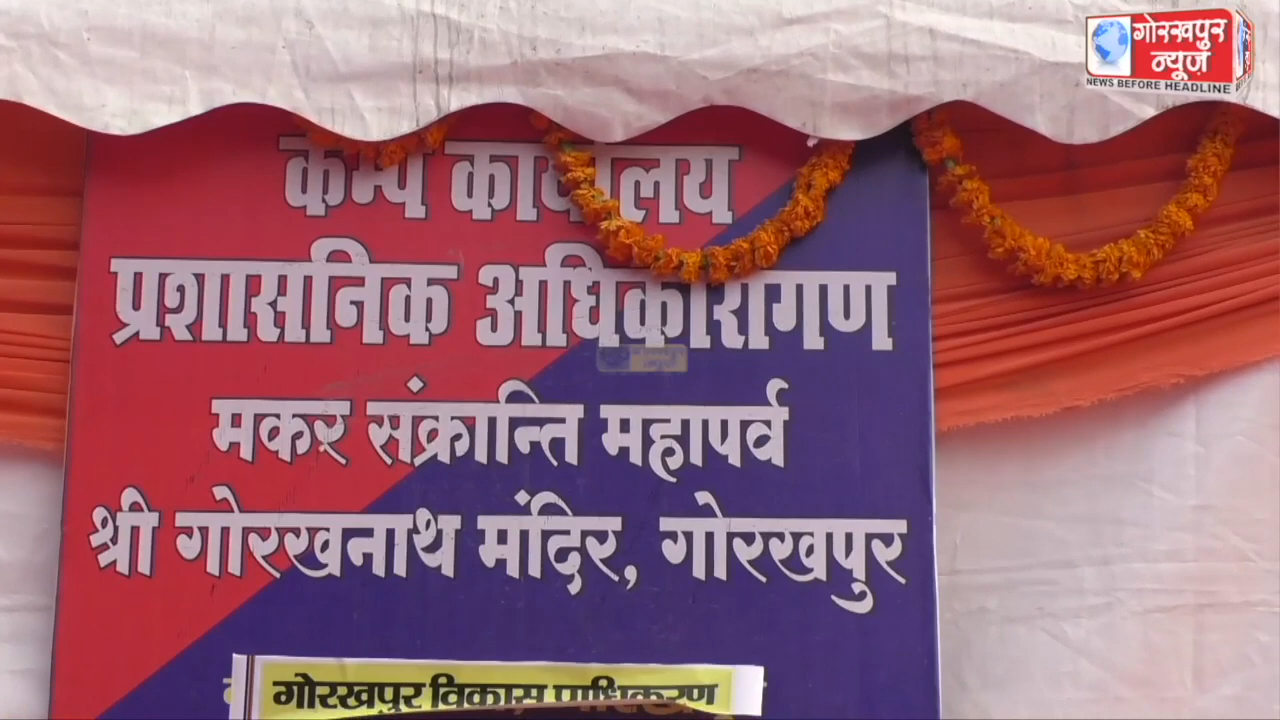 गोरखपुर
न्यूज़
NEWS BEFORE HEADLINE
कैम्प कार्यालय
प्रशासनिक अधिकारीगण
मकर संक्रान्ति महापर्व
श्री गोरखनाथ मंदिर, गोरखपुर
गोरखपुर विकास प्राधिकरण